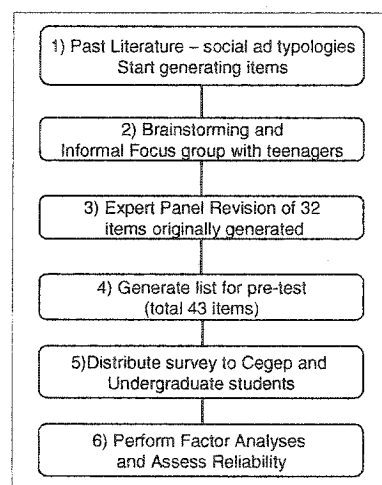 1) Past Literature – social ad typologies
Start generating items
2) Brainstorming and
Informal Focus group with teenagers
3) Expert Panel Revision of 32
items originally generated
4) Generate list for pre-test
(total 43 items)
5)Distribute survey to Cegep and
Undergraduate students
6) Perform Factor Analyses
and Assess Reliability